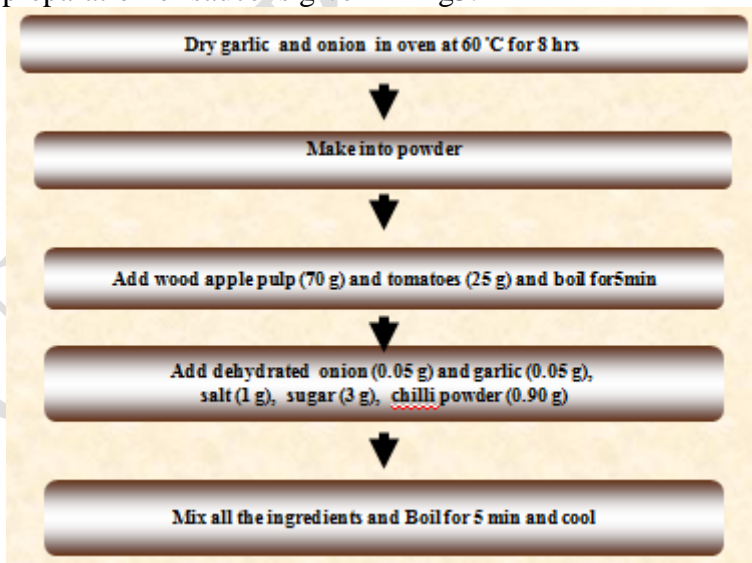 Dry garlic and onion in oven at 60 °C for 8 hrs
Make into powder
Add wood apple pulp (70 g) and tomatoes (25 g) and boil for5min
Add dehydrated onion (0.05 g) and garlic (0.05 g),
salt (1 g), sugar (3 g), chilli powder (0.90 g)
Mix all the ingredients and Boil for 5 min and cool